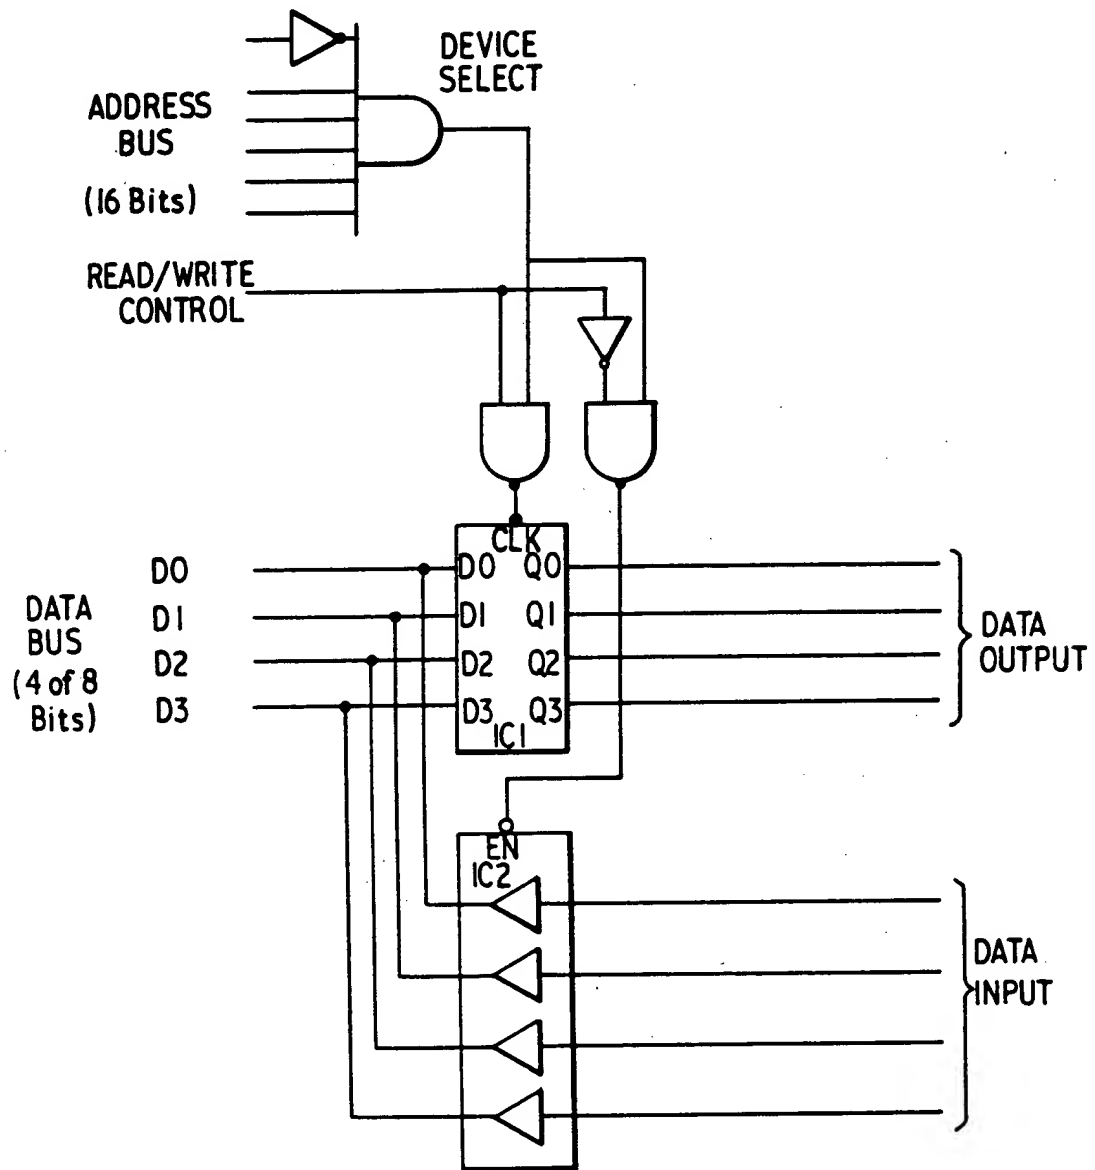 DEVICE
SELECT
ADDRESS
BUS
(16 Bits)
READ/WRITE
CONTROL
CLK
D0
D0
Q0
D1
D1
Q1
D2
D2
Q2
D3
D3
Q3
IC1
DATA
BUS
(4 of 8
Bits)
DATA
OUTPUT
EN
IC2
DATA
INPUT